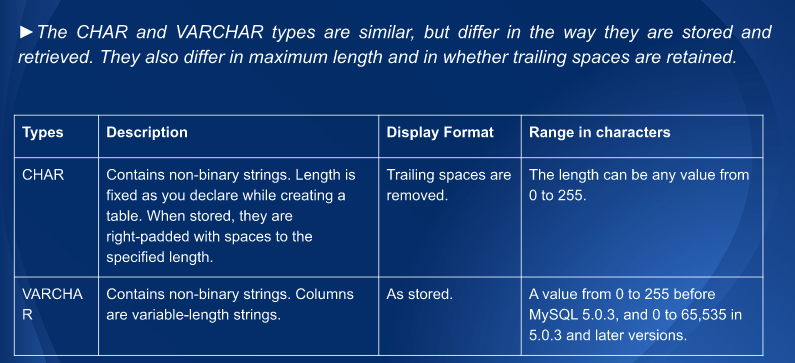 ►The CHAR and VARCHAR types are similar, but differ in the way they are stored and
retrieved. They also differ in maximum length and in whether trailing spaces are retained.
Types
Description
Display Format
Range in characters
CHAR
Contains non-binary strings. Length is
fixed as you declare while creating a
table. When stored, they are
right-padded with spaces to the
specified length.
Trailing spaces are
removed.
The length can be any value from
0 to 255.
VARCHA
R
Contains non-binary strings. Columns
are variable-length strings.
As stored.
A value from 0 to 255 before
MySQL 5.0.3, and 0 to 65,535 in
5.0.3 and later versions.